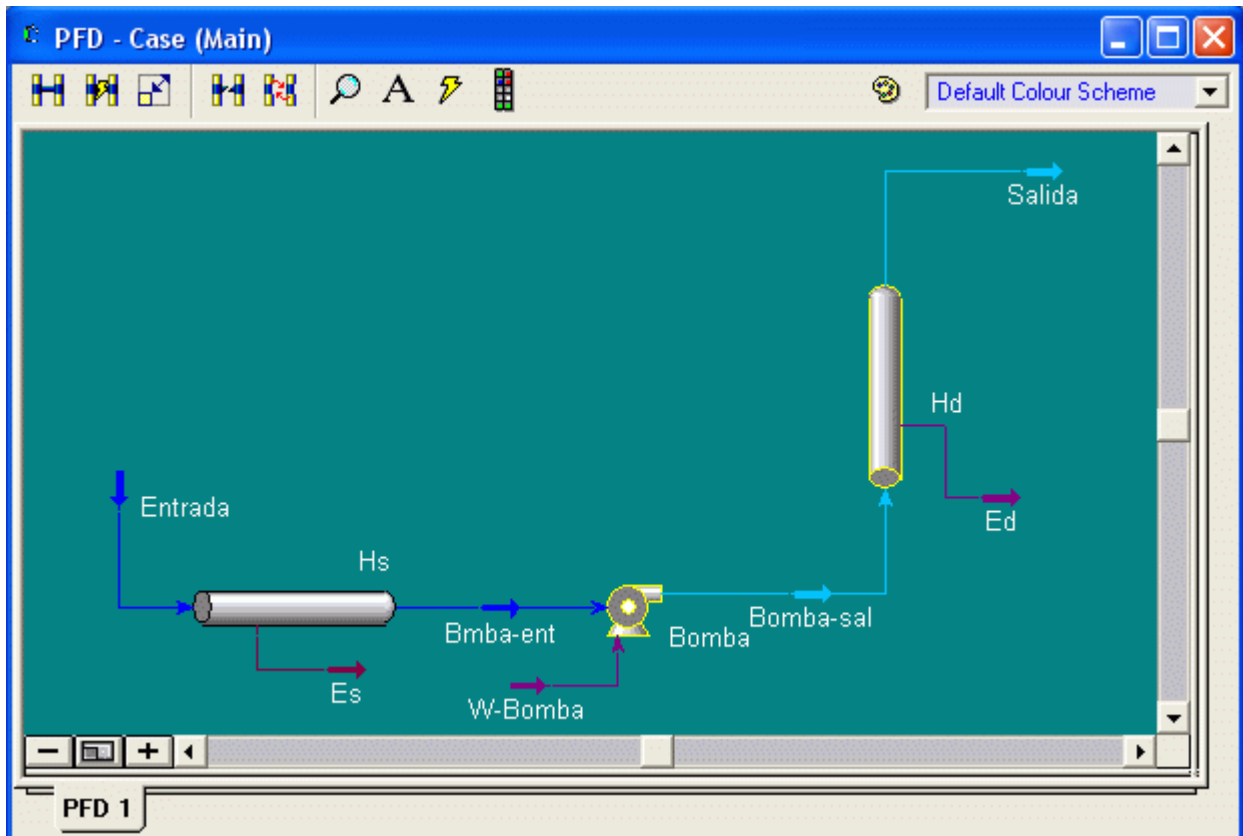 PFD - Case (Main)
A
Default Colour Scheme
Salida
Hd
Entrada
Ed
Hs
Bmba-ent
Bomba
Bomba-sal
Es
W-Bomba
PFD 1